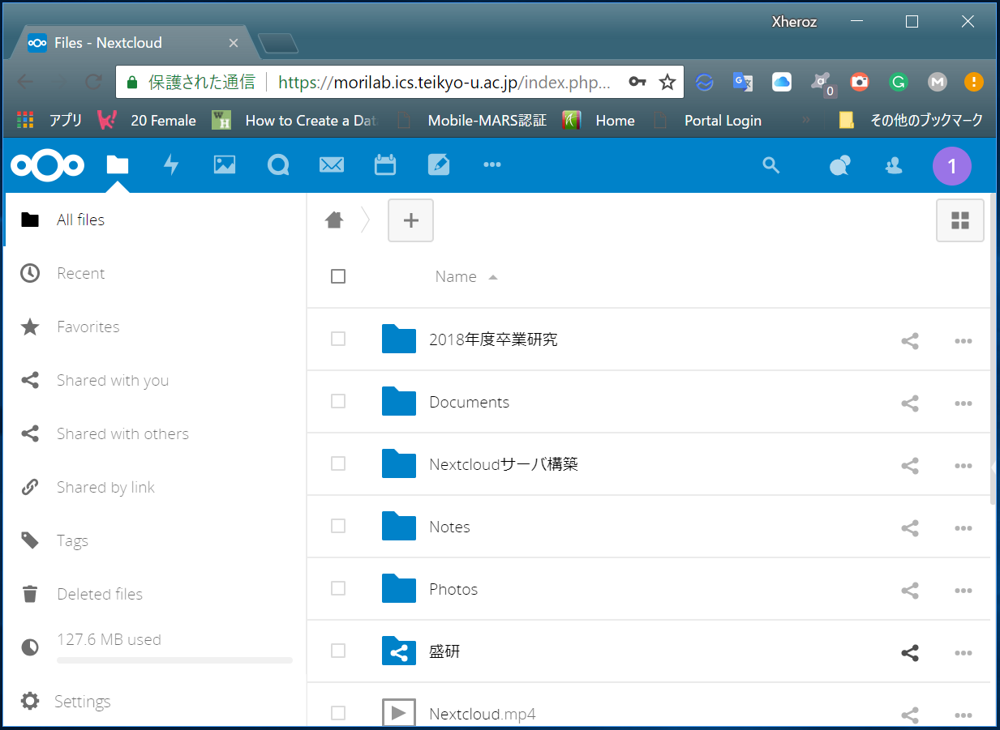 Xheroz
Files - Nextcloud
保護された通信 https://morilab.ics.teikyo-u.ac.jp/index.php...
0 G M
アプリ 20 Female WH How to Create a Dat Mobile-MARS認証 Home Portal Login » その他のブックマーク
1
All files
Recent
Favorites
Shared with you
Shared with others
Shared by link
Tags
Deleted files
127.6 MB used
Settings
Name
2018年度卒業研究
Documents
Nextcloudサーバ構築
Notes
Photos
盛研
Nextcloud.mp4